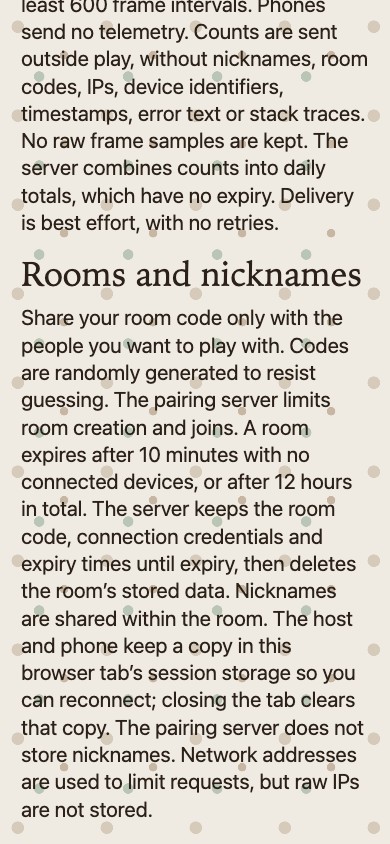 least 600 frame intervals. Phones
send no telemetry. Counts are sent
outside play, without nicknames, room
codes, IPs, device identifiers,
timestamps, error text or stack traces.
No raw frame samples are kept. The
server combines counts into daily
totals, which have no expiry. Delivery
is best effort, with no retries.
Rooms and nicknames
Share your room code only with the
people you want to play with. Codes
are randomly generated to resist
guessing. The pairing server limits
room creation and joins. A room
expires after 10 minutes with no
connected devices, or after 12 hours
in total. The server keeps the room
code, connection credentials and
expiry times until expiry, then deletes
the room’s stored data. Nicknames
are shared within the room. The host
and phone keep a copy in this
browser tab’s session storage so you
can reconnect; closing the tab clears
that copy. The pairing server does not
store nicknames. Network addresses
are used to limit requests, but raw IPs
are not stored.